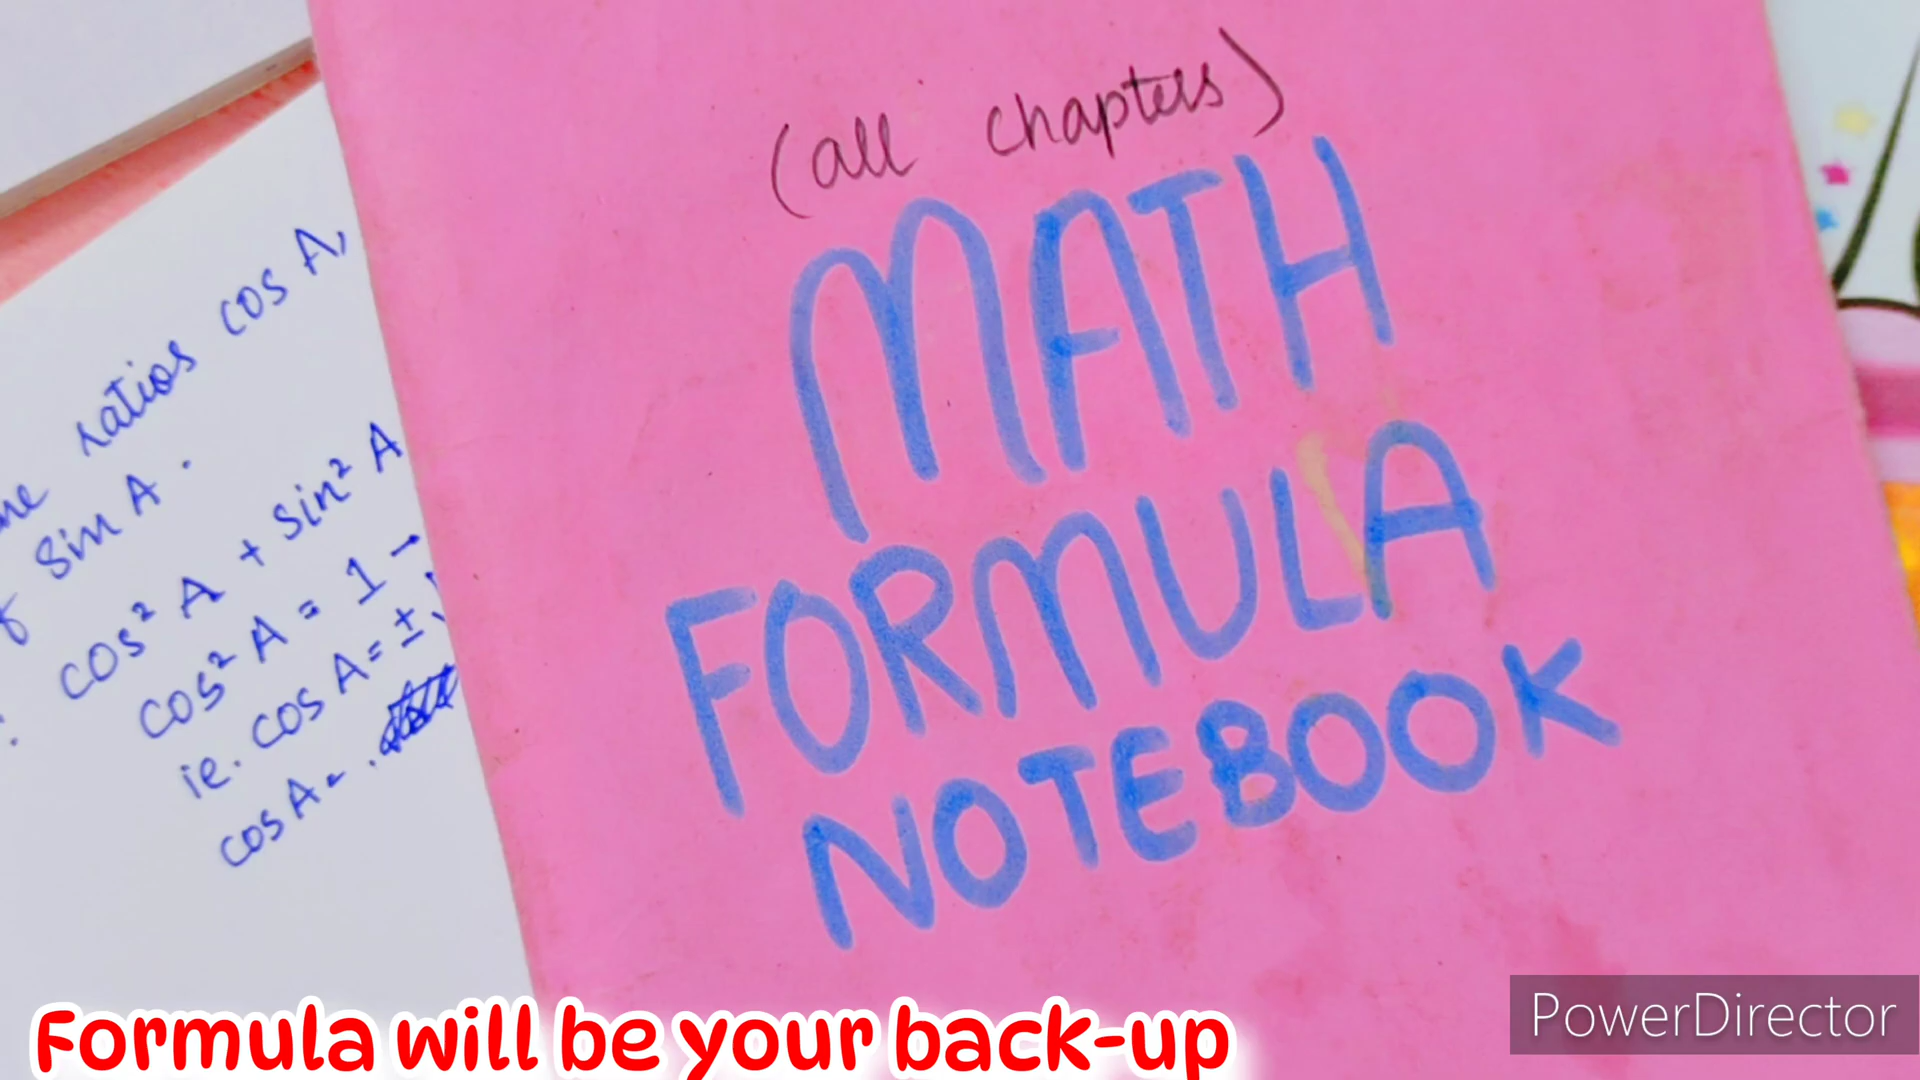 ratios cos A,
Sin A.
cos² A + Sin² A
cos² A = 1 -
ie. cos A = ±
cos A =
(all chapters)
MATH
FORMULA
NOTEBOOK
Formula will be your back-up
PowerDirector